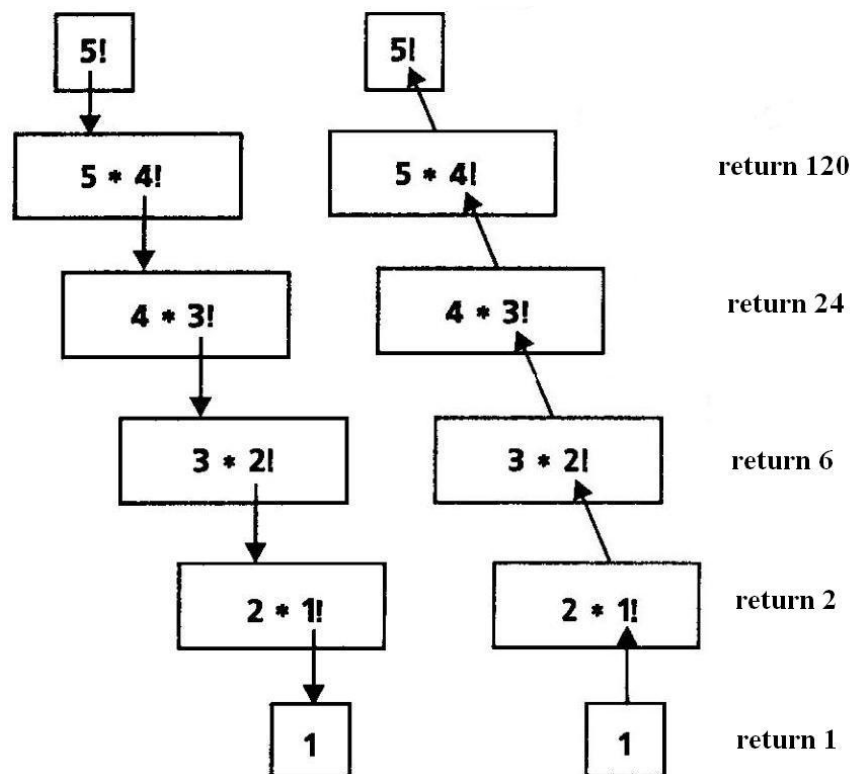 5! 5!
5 * 4! 5 * 4! return 120
4 * 3! 4 * 3! return 24
3 * 2! 3 * 2! return 6
2 * 1! 2 * 1! return 2
1 1 return 1